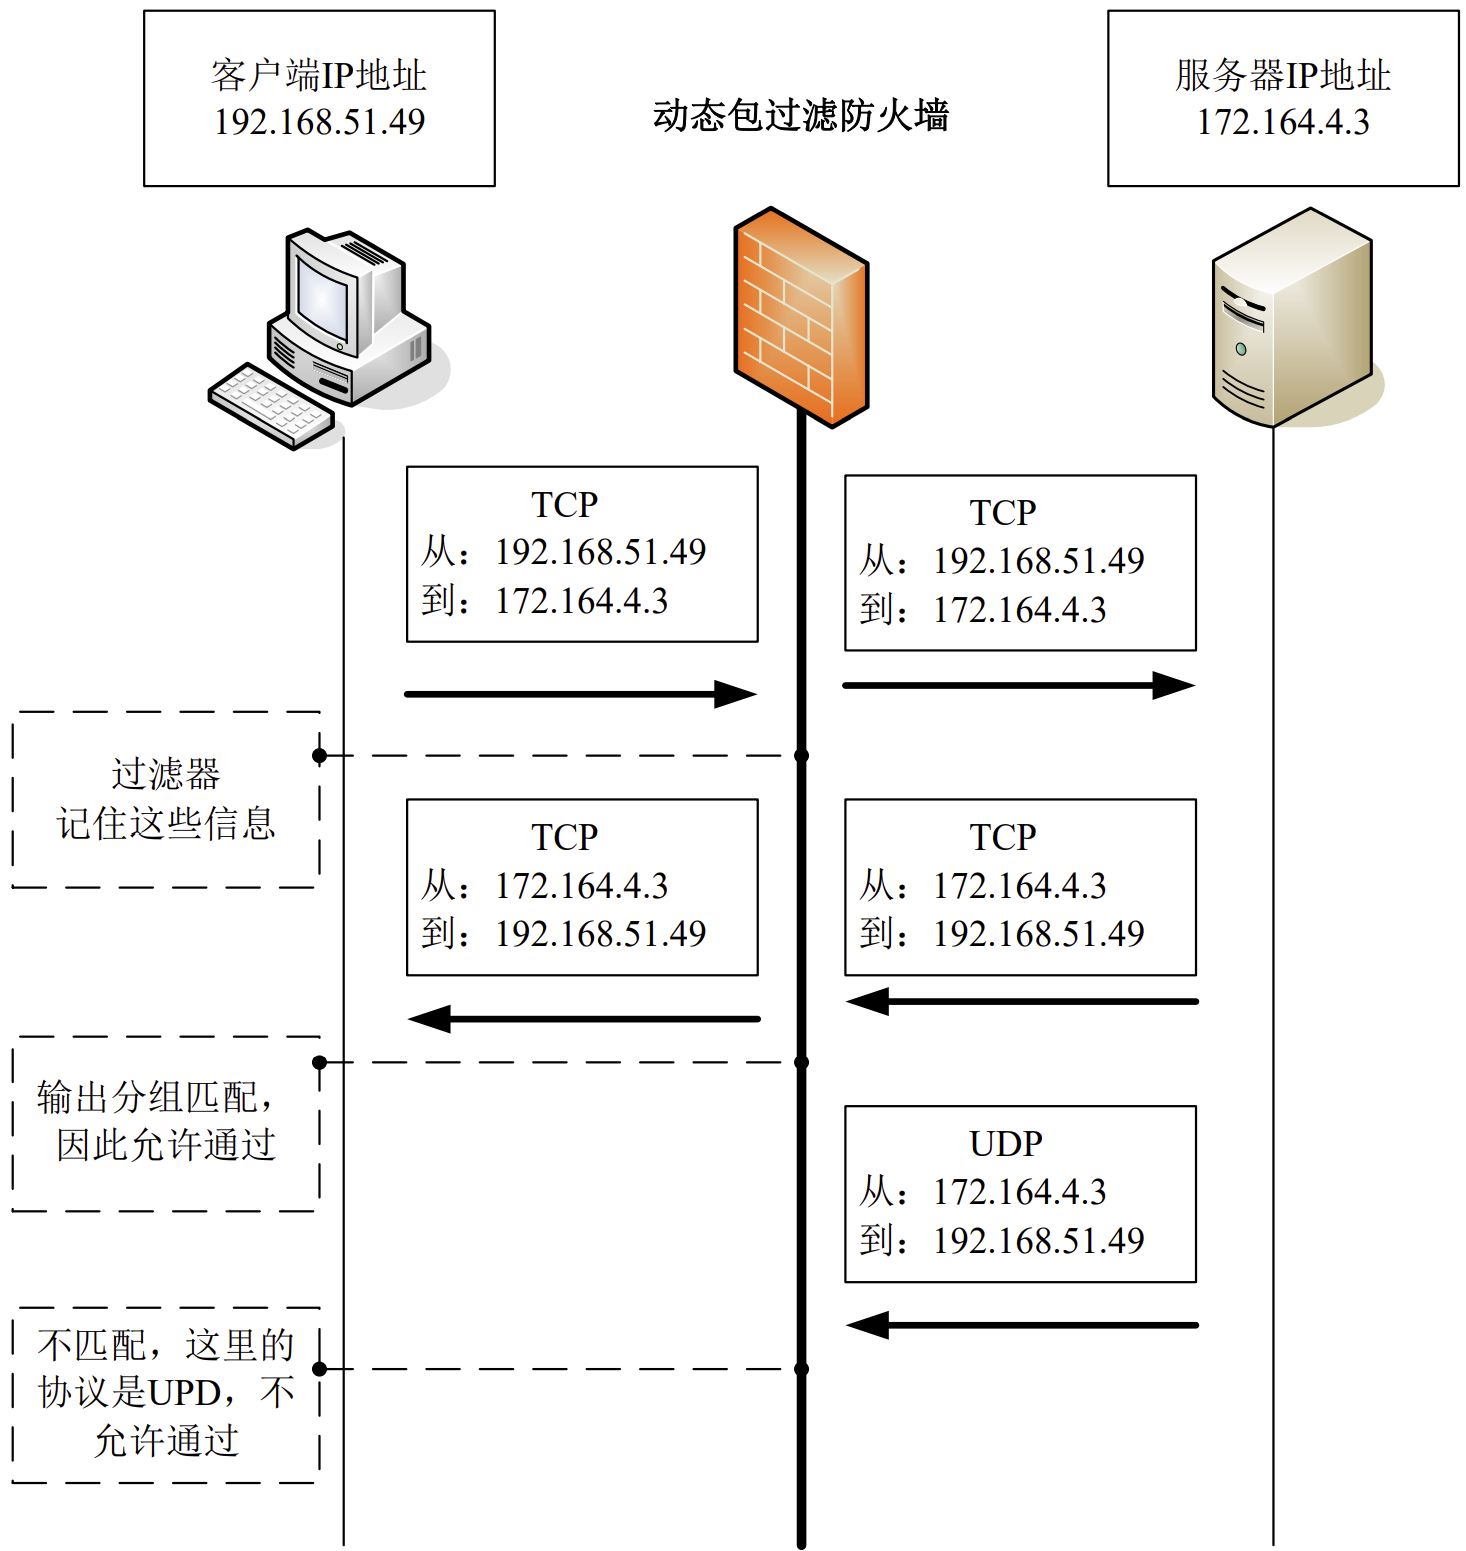 客户端IP地址
192.168.51.49
动态包过滤防火墙
服务器IP地址
172.164.4.3
TCP
从：192.168.51.49
到：172.164.4.3
TCP
从：192.168.51.49
到：172.164.4.3
过滤器
记住这些信息
TCP
从：172.164.4.3
到：192.168.51.49
TCP
从：172.164.4.3
到：192.168.51.49
输出分组匹配，
因此允许通过
UDP
从：172.164.4.3
到：192.168.51.49
不匹配，这里的
协议是UPD，不
允许通过